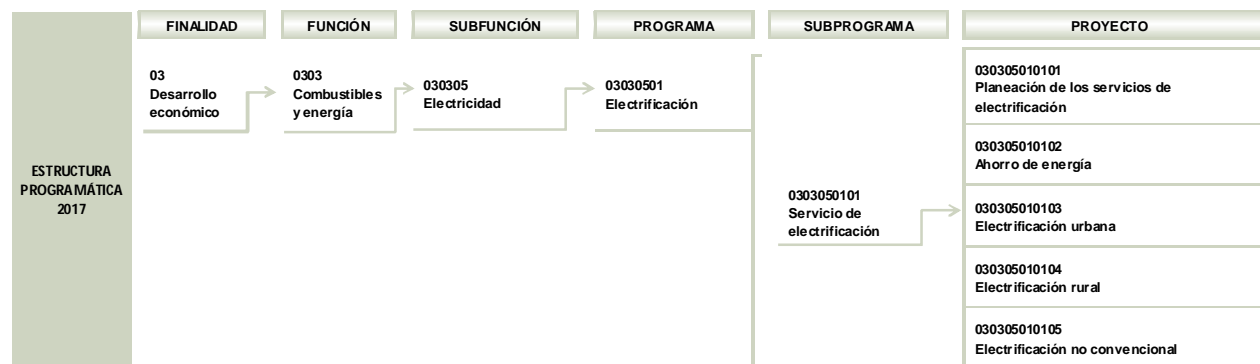 FINALIDAD
FUNCIÓN
SUBFUNCIÓN
PROGRAMA
SUBPROGRAMA
PROYECTO
ESTRUCTURA
PROGRAMÁTICA
2017
03
Desarrollo
económico
0303
Combustibles
y energía
030305
Electricidad
03030501
Electrificación
0303050101
Servicio de
electrificación
030305010101
Planeación de los servicios de
electrificación
030305010102
Ahorro de energía
030305010103
Electrificación urbana
030305010104
Electrificación rural
030305010105
Electrificación no convencional